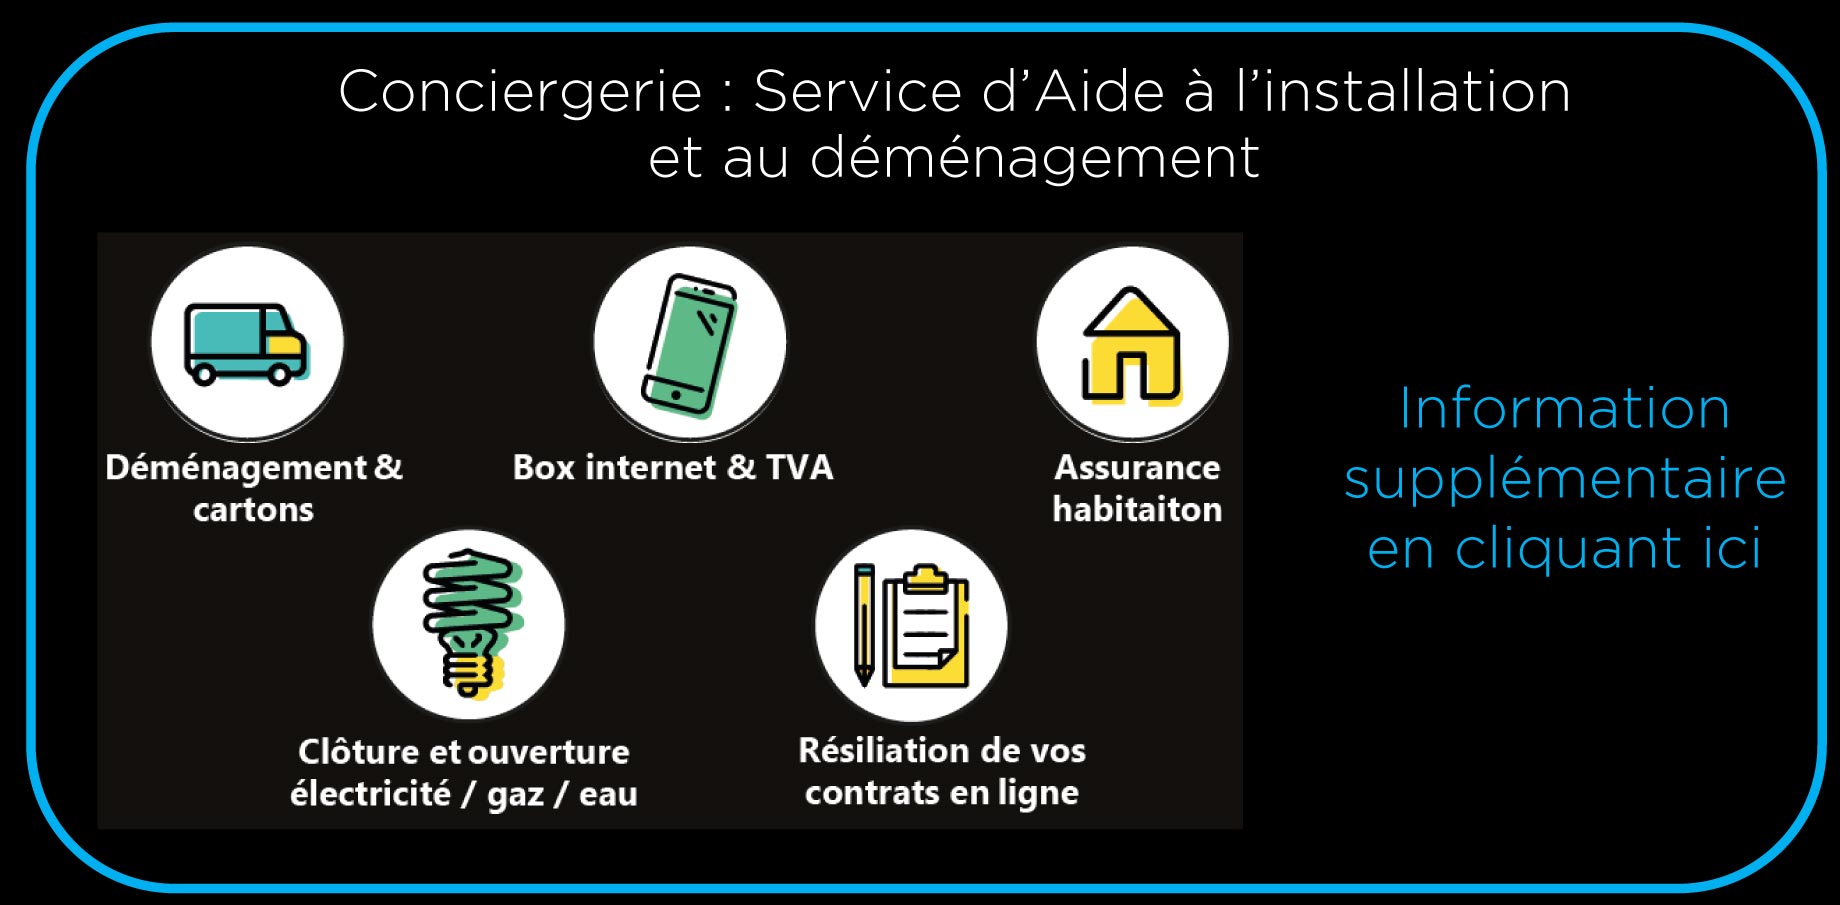 Conciergerie : Service d’Aide à l’installation
et au déménagement
Déménagement &
cartons
Box internet & TVA
Assurance
habitaiton
Clôture et ouverture
électricité / gaz / eau
Résiliation de vos
contrats en ligne
Information
supplémentaire
en cliquant ici